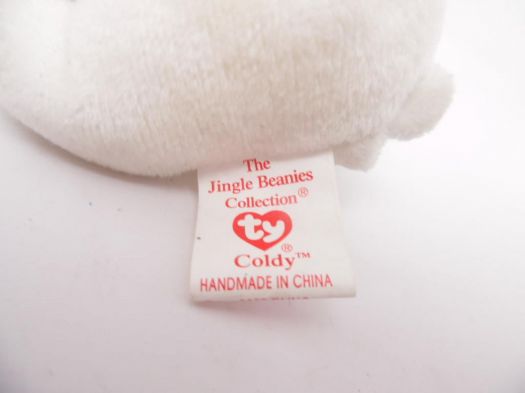 The
Jingle Beanies
Collection®
ty®
Coldy™
HANDMADE IN CHINA